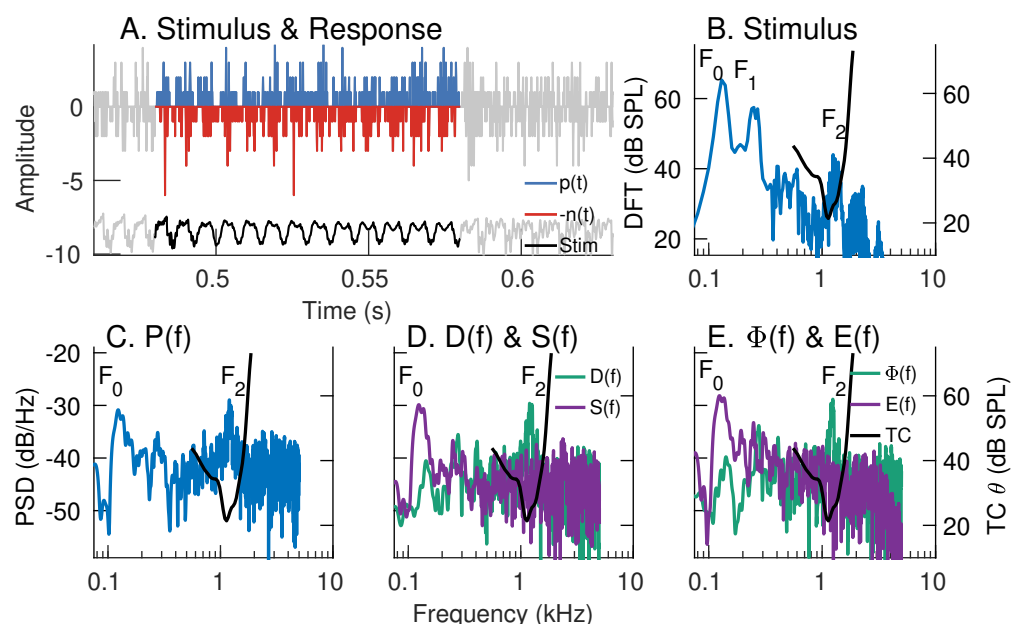 A. Stimulus & Response
Amplitude
0
-5
-10
0.5
0.55
0.6
Time (s)
p(t)
-n(t)
Stim
B. Stimulus
F0
F1
F2
DFT (dB SPL)
60
40
20
60
40
20
0.1
1
10
C. P(f)
F0
F2
PSD (dB/Hz)
-20
-30
-40
-50
0.1
1
10
D. D(f) & S(f)
F0
F2
D(f)
S(f)
0.1
1
10
Frequency (kHz)
E. Φ(f) & E(f)
F0
F2
Φ(f)
E(f)
TC
60
40
20
TC θ (dB SPL)
0.1
1
10